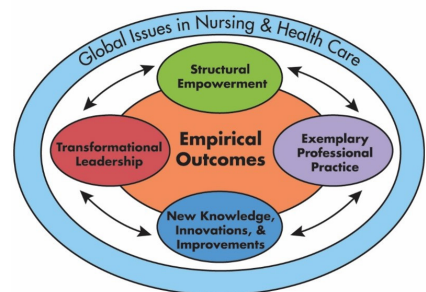 Global Issues in Nursing & Health Care
Structural
Empowerment
Transformational
Leadership
Empirical
Outcomes
Exemplary
Professional
Practice
New Knowledge,
Innovations, &
Improvements